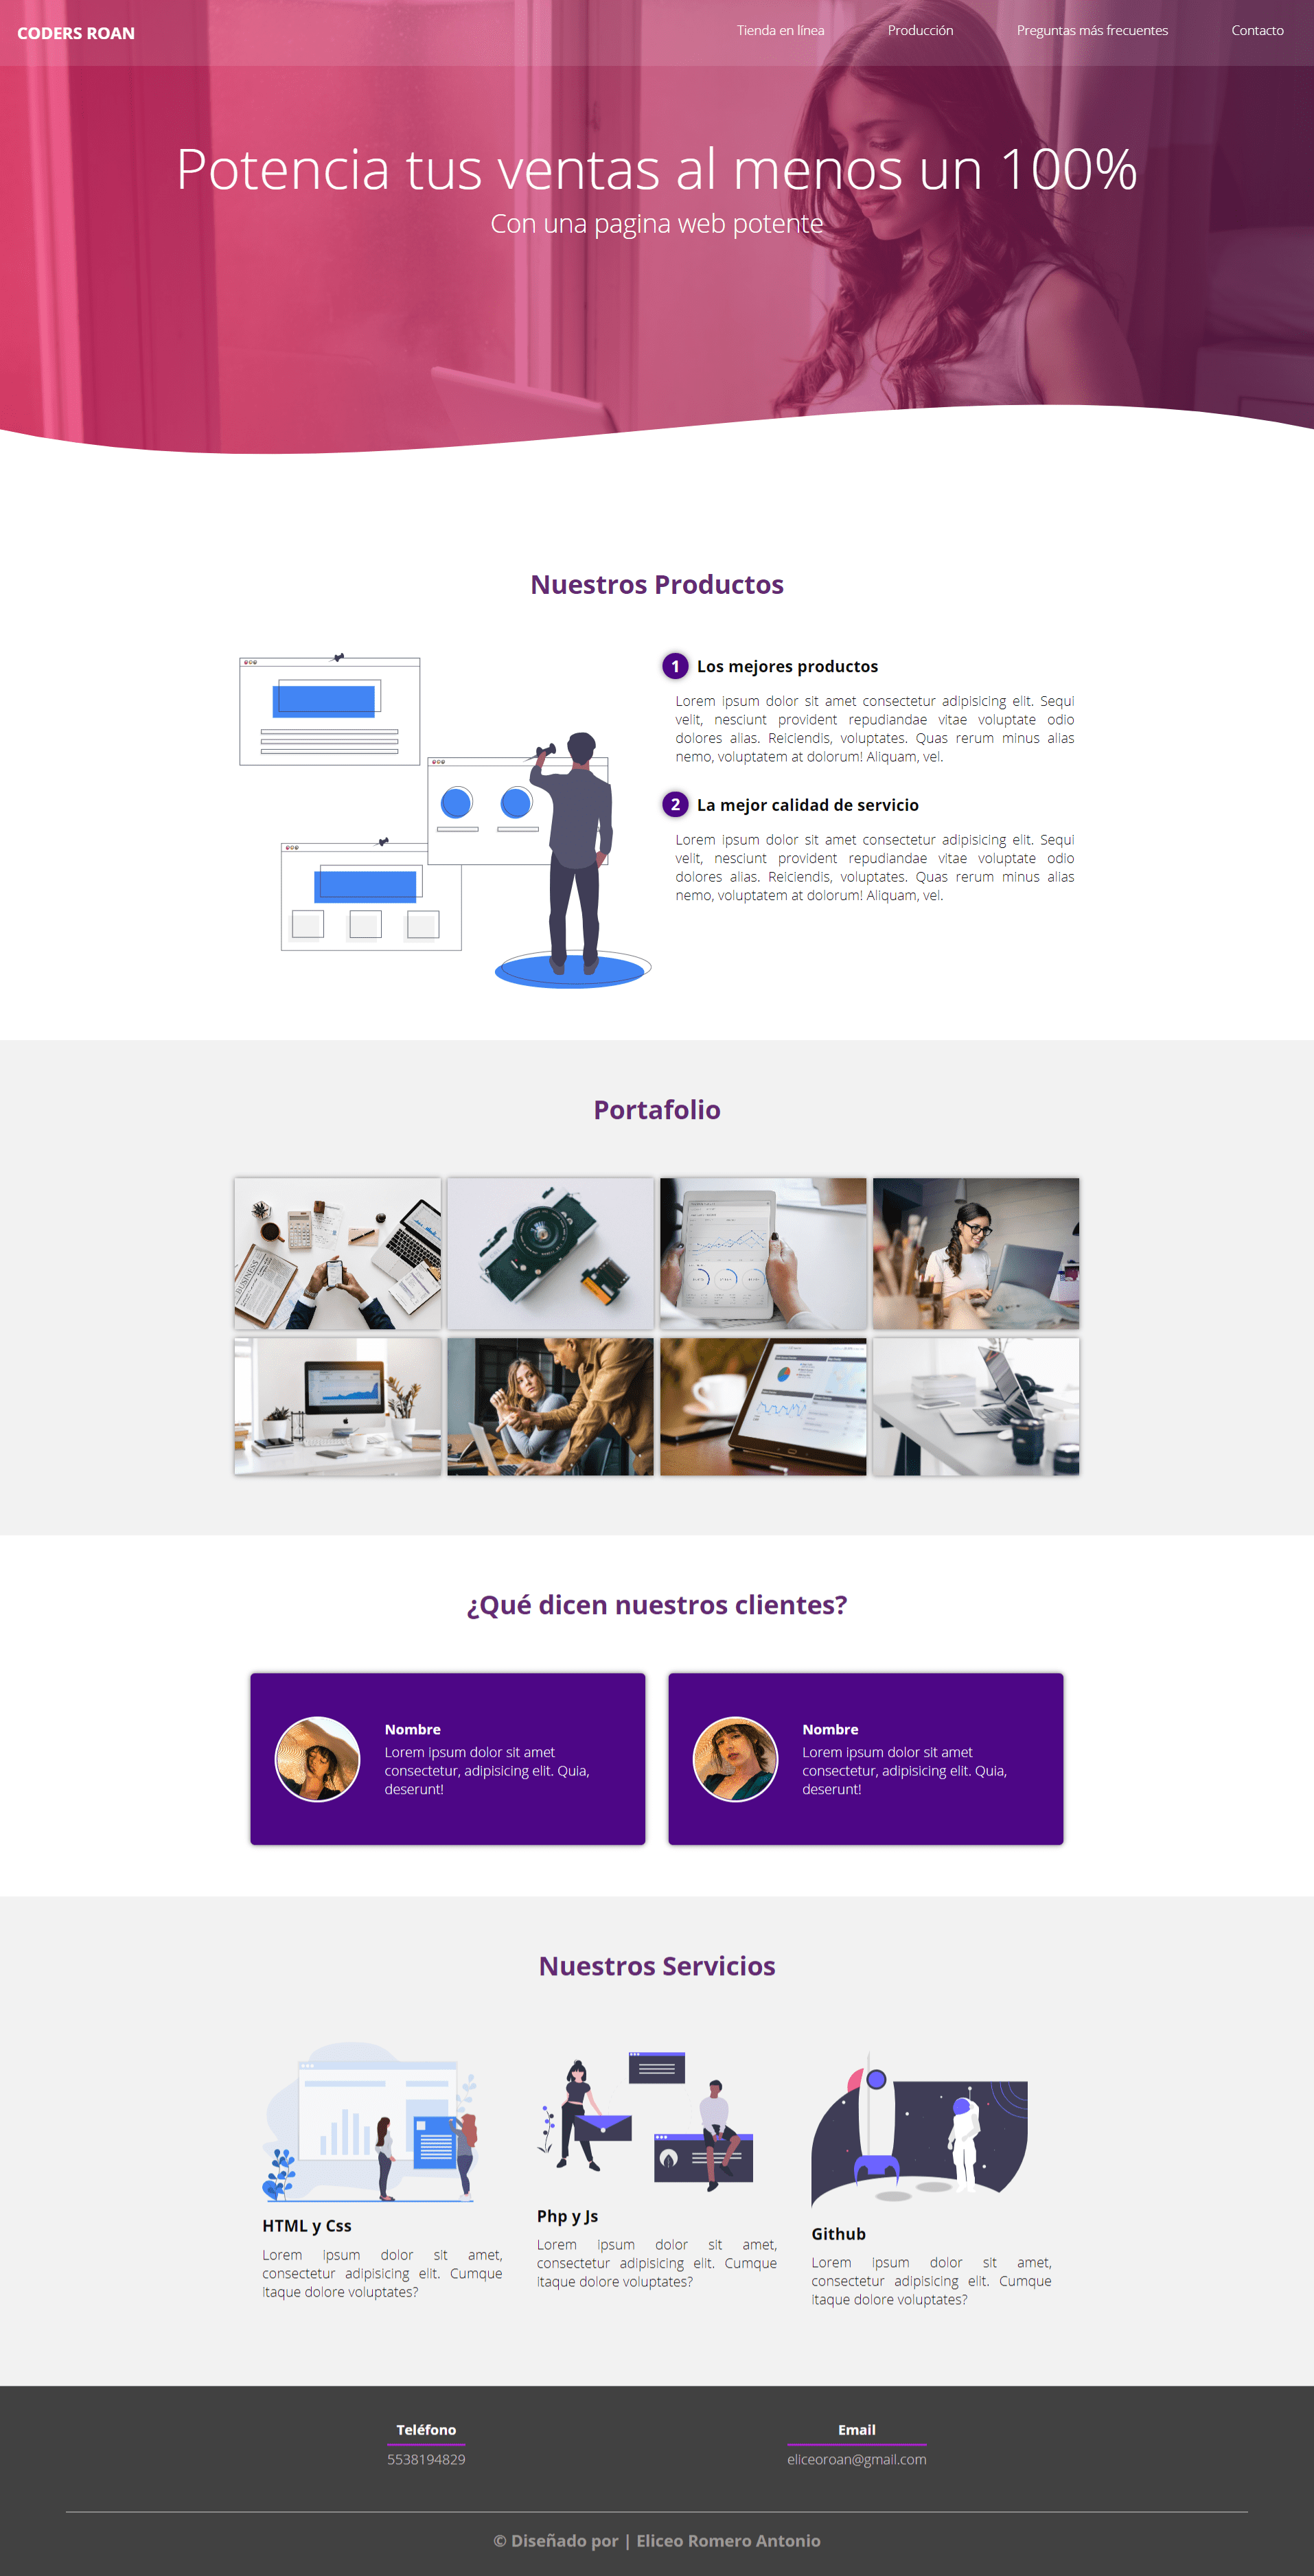 CODERS ROAN
Tienda en línea
Producción
Preguntas más frecuentes
Contacto
Potencia tus ventas al menos un 100%
Con una pagina web potente
Nuestros Productos
1 Los mejores productos
Lorem ipsum dolor sit amet consectetur adipisicing elit. Sequi
velit, nesciunt provident repudiandae vitae voluptate odio
dolores alias. Reiciendis, voluptates. Quas rerum minus alias
nemo, voluptatem at dolorum! Aliquam, vel.
2 La mejor calidad de servicio
Lorem ipsum dolor sit amet consectetur adipisicing elit. Sequi
velit, nesciunt provident repudiandae vitae voluptate odio
dolores alias. Reiciendis, voluptates. Quas rerum minus alias
nemo, voluptatem at dolorum! Aliquam, vel.
Portafolio
BUSINESS
¿Qué dicen nuestros clientes?
Nombre
Lorem ipsum dolor sit amet
consectetur, adipisicing elit. Quia,
deserunt!
Nombre
Lorem ipsum dolor sit amet
consectetur, adipisicing elit. Quia,
deserunt!
Nuestros Servicios
HTML y Css
Lorem ipsum dolor sit amet,
consectetur adipisicing elit. Cumque
itaque dolore voluptates?
Php y Js
Lorem ipsum dolor sit amet,
consectetur adipisicing elit. Cumque
itaque dolore voluptates?
Github
Lorem ipsum dolor sit amet,
consectetur adipisicing elit. Cumque
itaque dolore voluptates?
Teléfono
5538194829
Email
eliceoroan@gmail.com
© Diseñado por | Eliceo Romero Antonio